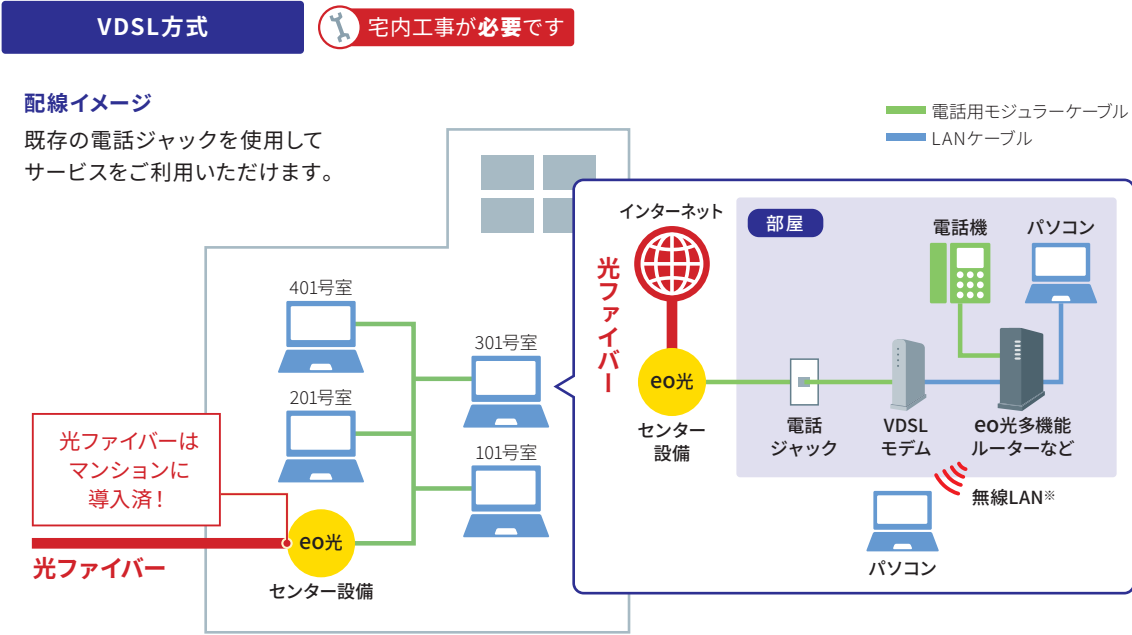 VDSL方式
宅内工事が必要です
配線イメージ
既存の電話ジャックを使用して
サービスをご利用いただけます。
電話用モジュラーケーブル
LANケーブル
401号室
301号室
201号室
101号室
光ファイバーは
マンションに
導入済！
光ファイバー
eo光
センター設備
インターネット
光ファイバー
eo光
センター
設備
部屋
電話機
パソコン
電話
ジャック
VDSL
モデム
eo光多機能
ルーターなど
無線LAN※
パソコン